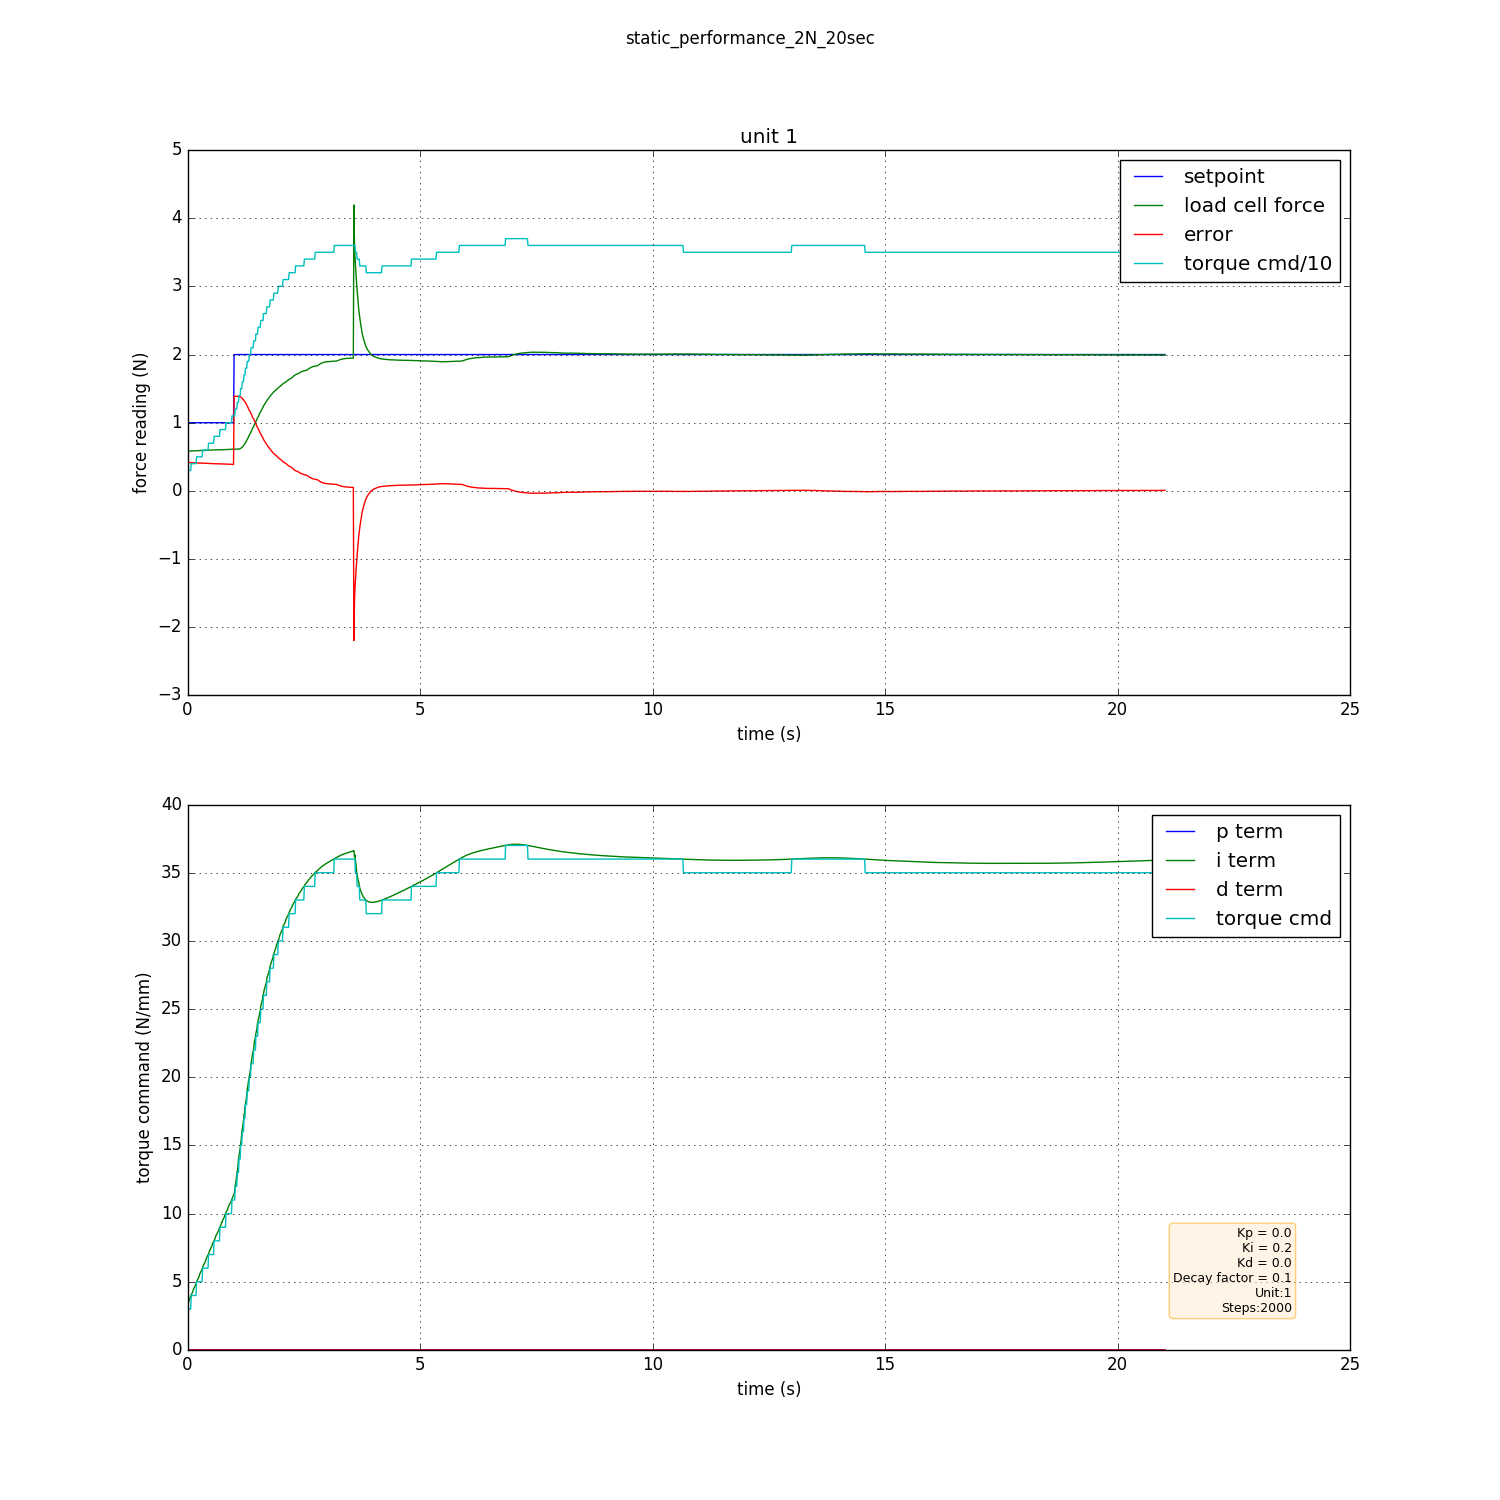 static_performance_2N_20sec
unit 1
5
4
3
2
1
0
−1
−2
−3
force reading (N)
setpoint
load cell force
error
torque cmd/10
0 5 10 15 20 25
time (s)
40
35
30
25
20
15
10
5
0
torque command (N/mm)
p term
i term
d term
torque cmd
Kp = 0.0
Ki = 0.2
Kd = 0.0
Decay factor = 0.1
Unit:1
Steps:2000
0 5 10 15 20 25
time (s)